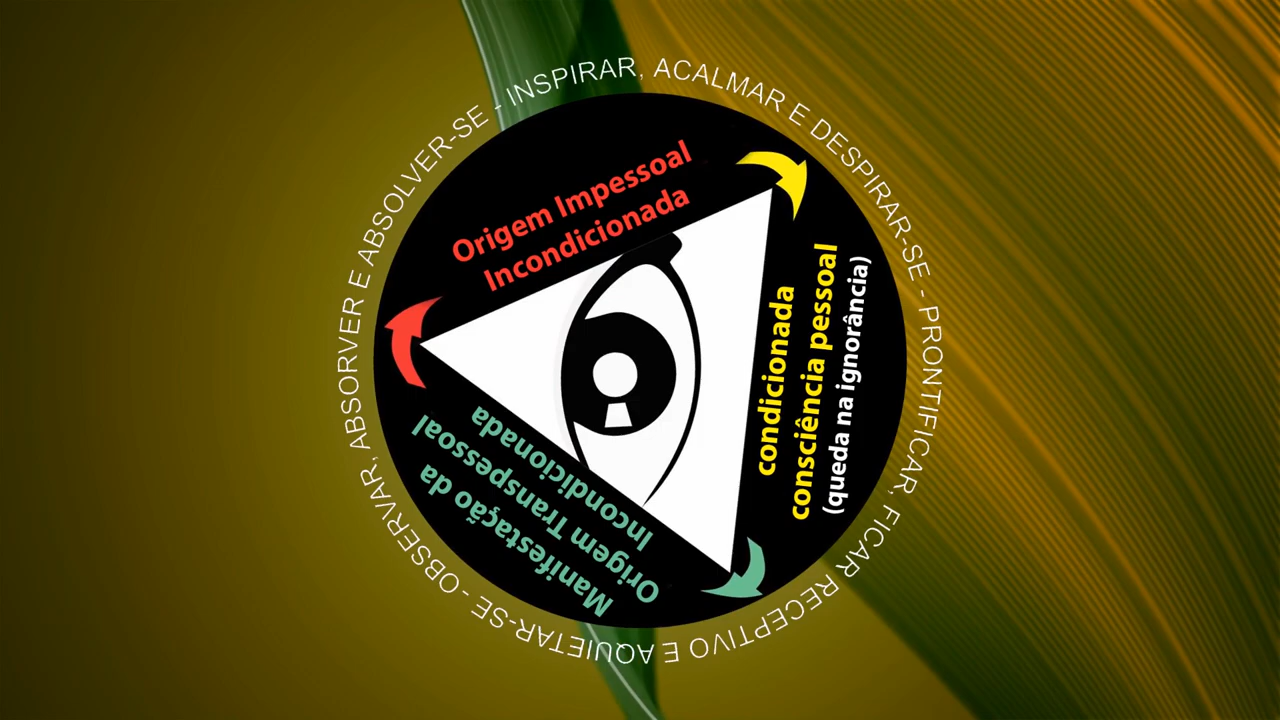 INSPIRAR, ACALMAR E DESPIRAR-SE - PRONTIFICAR, FICAR RECEPTIVO E AQUIETAR-SE - OBSERVAR, ABSORVER E ABSOLVER-SE -
Origem Impessoal
Incondicionada
condicionada
consciência pessoal
(queda na ignorância)
Manifestação da
Origem Transpessoal
Incondicionada